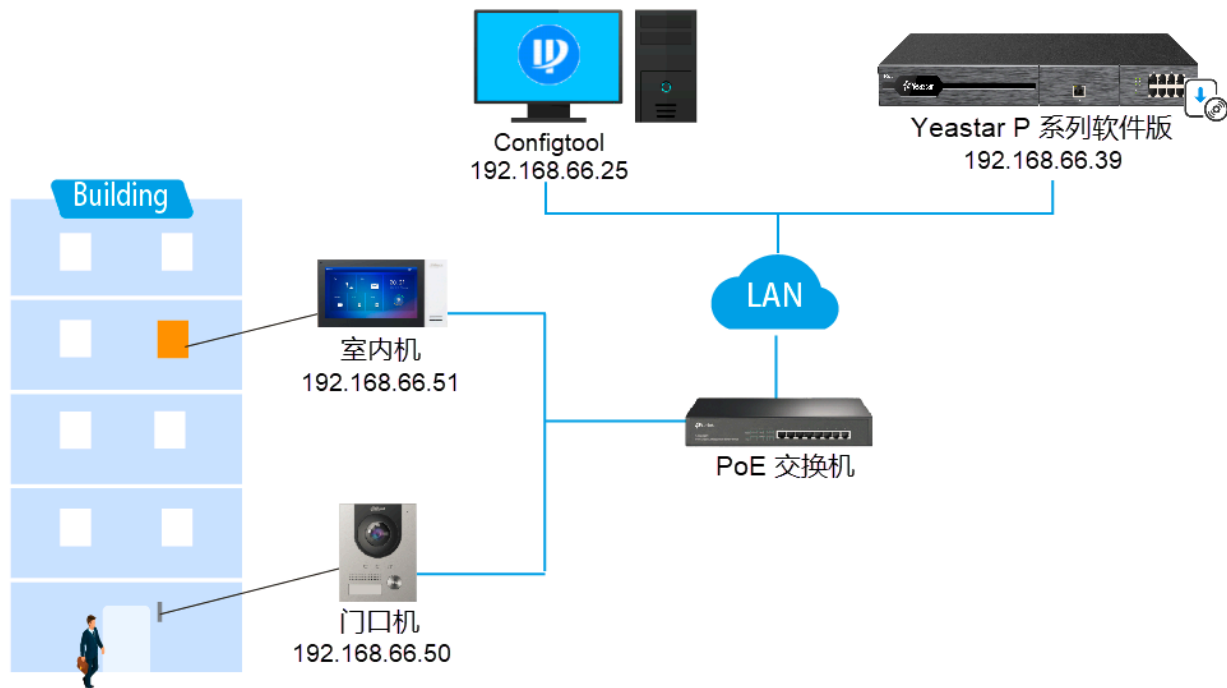 Configtool
192.168.66.25
Yeastar
Yeastar P 系列软件版
192.168.66.39
Building
室内机
192.168.66.51
LAN
PoE 交换机
门口机
192.168.66.50